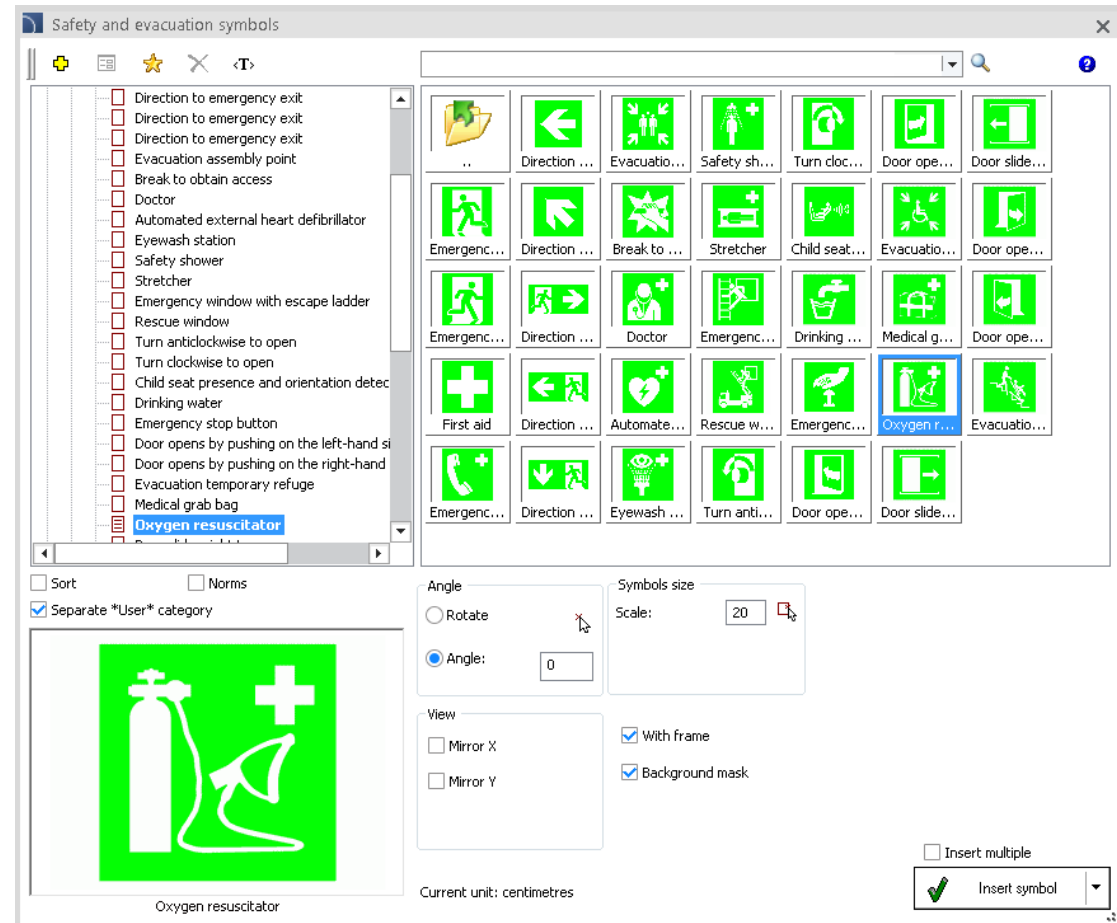 Safety and evacuation symbols
<T>
Direction to emergency exit
Direction to emergency exit
Direction to emergency exit
Evacuation assembly point
Break to obtain access
Doctor
Automated external heart defibrillator
Eyewash station
Safety shower
Stretcher
Emergency window with escape ladder
Rescue window
Turn anticlockwise to open
Turn clockwise to open
Child seat presence and orientation detec
Drinking water
Emergency stop button
Door opens by pushing on the left-hand si
Door opens by pushing on the right-hand
Evacuation temporary refuge
Medical grab bag
Oxygen resuscitator
.. Direction ... Evacuatio... Safety sh... Turn cloc... Door ope... Door slide...
Emergenc... Direction ... Break to ... Stretcher Child seat... Evacuatio... Door ope...
Emergenc... Direction ... Doctor Emergenc... Drinking ... Medical g... Door ope...
First aid Direction ... Automate... Rescue w... Emergenc... Oxygen r... Evacuatio...
Emergenc... Direction ... Eyewash ... Turn anti... Door ope... Door slide...
Sort Norms
Separate *User* category
Oxygen resuscitator
Angle
Rotate
Angle: 0
Symbols size
Scale: 20
View
Mirror X
Mirror Y
With frame
Background mask
Current unit: centimetres
Insert multiple
Insert symbol